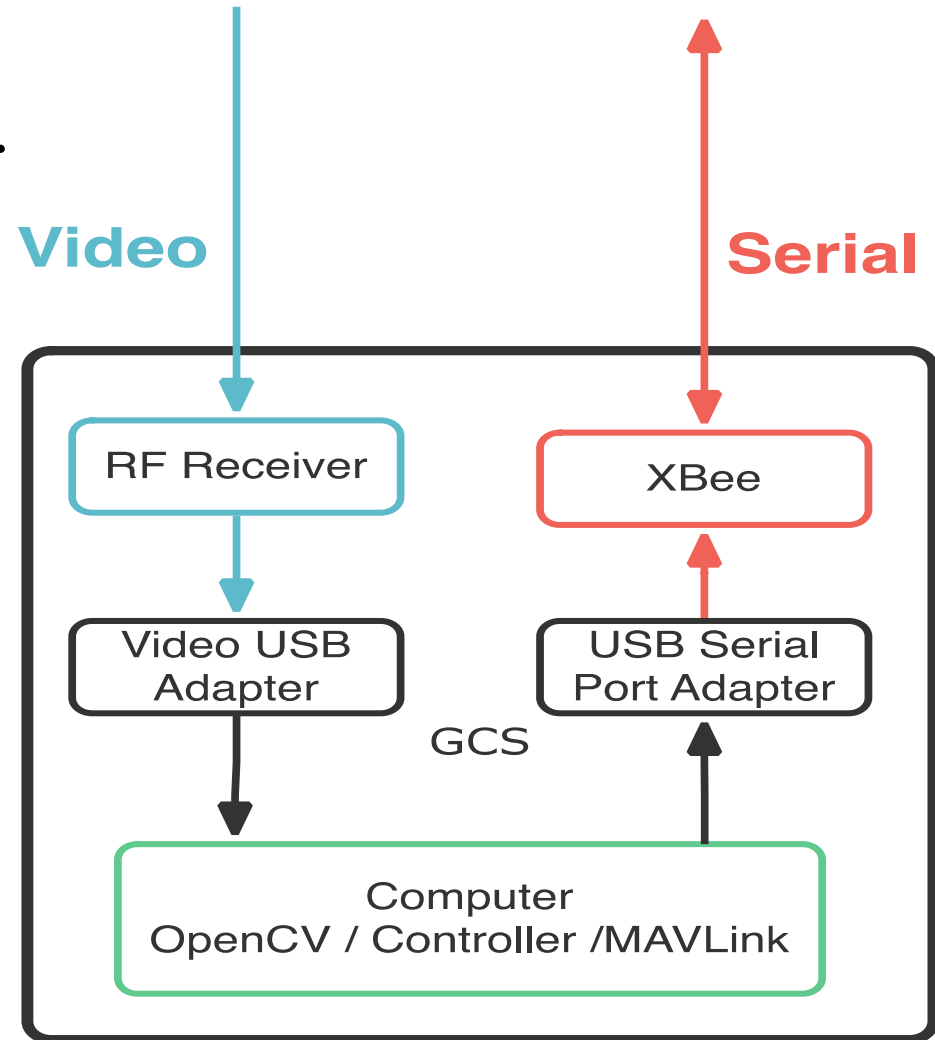 Video
Serial
RF Receiver
XBee
Video USB
Adapter
USB Serial
Port Adapter
GCS
Computer
OpenCV / Controller /MAVLink